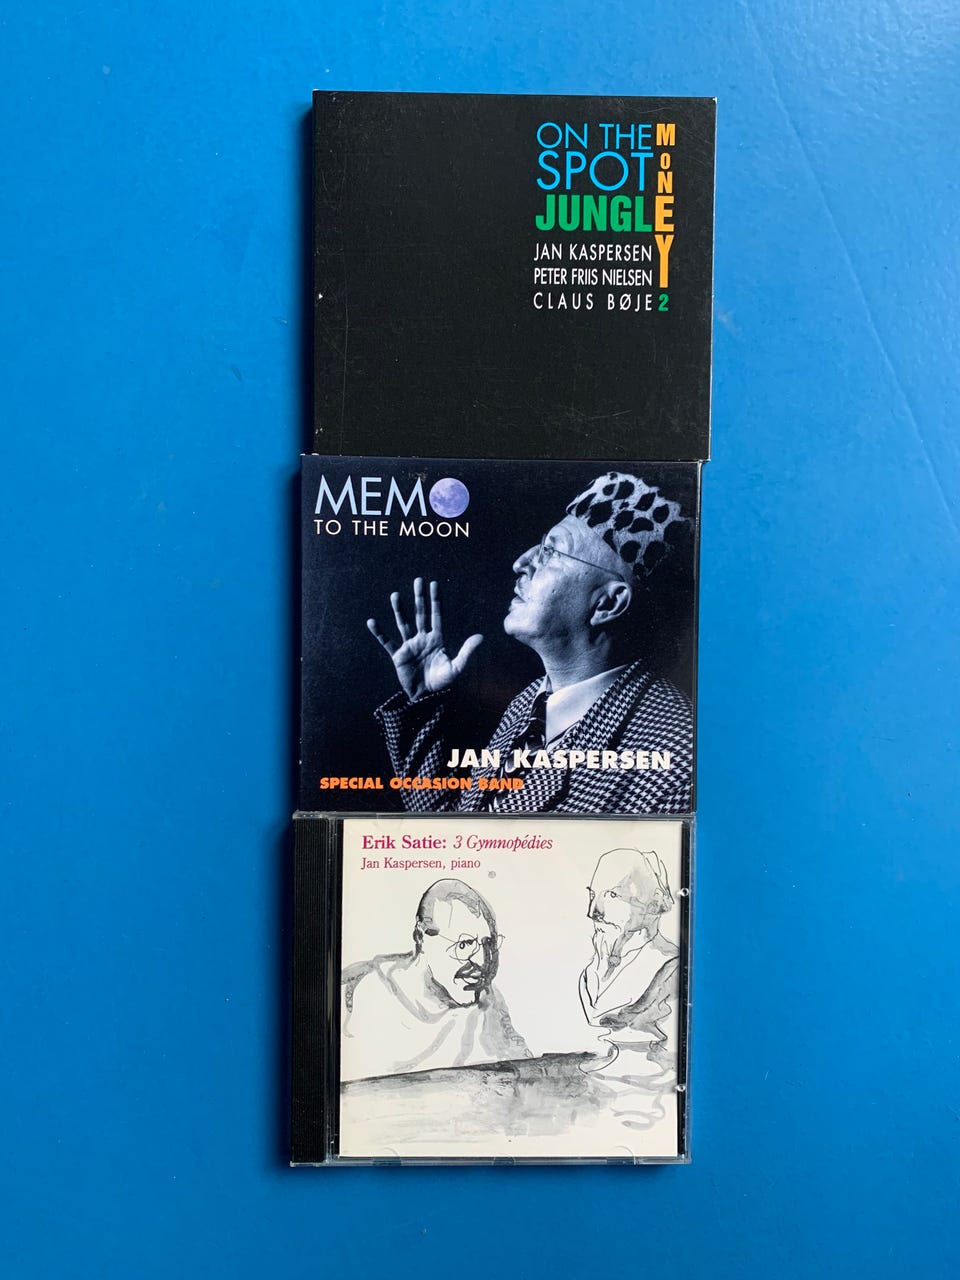 ON THE
SPOT
JUNGL
MONEY
JAN KASPERSEN
PETER FRIIS NIELSEN
CLAUS BØJE 2
MEMO
TO THE MOON
JAN KASPERSEN
SPECIAL OCCASION BAND
Erik Satie: 3 Gymnopédies
Jan Kaspersen, piano